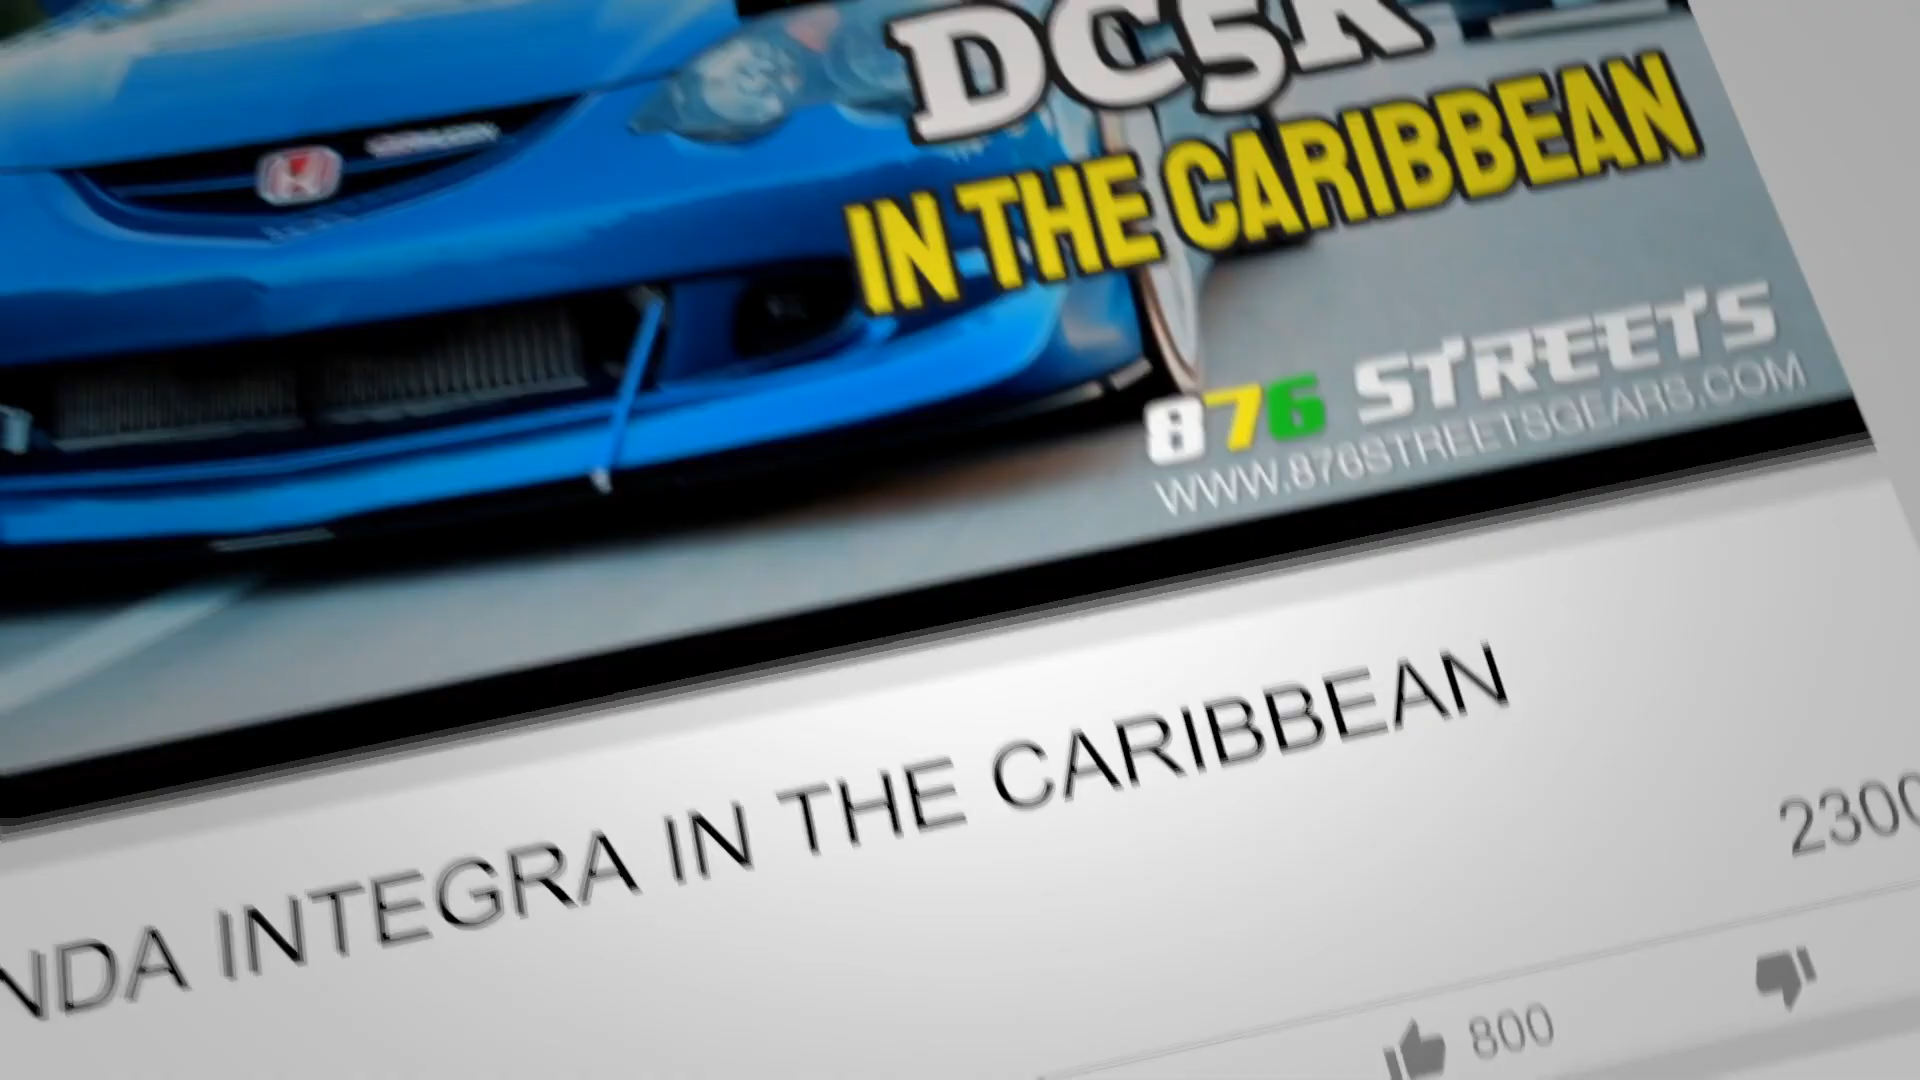 DC5R
IN THE CARIBBEAN
876 STREETS
WWW.876STREETSGEARS.COM
NDA INTEGRA IN THE CARIBBEAN
2300
800